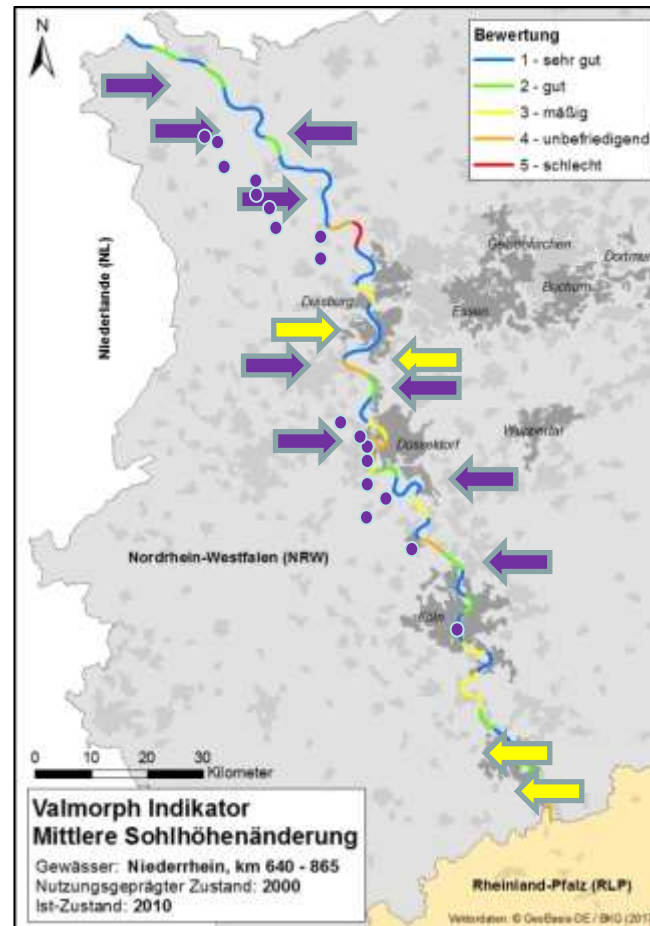 N
Bewertung
1 - sehr gut
2 - gut
3 - mäßig
4 - unbefriedigend
5 - schlecht
Niederlande (NL)
Gelsenkirchen
Dortmun
Bochum
Essen
Duisburg
Düsseldorf
Wuppertal
Nordrhein-Westfalen (NRW)
Köln
0 10 20 30
Kilometer
Valmorph Indikator
Mittlere Sohlhöhenänderung
Gewässer: Niederrhein, km 640 - 865
Nutzungsgeprägter Zustand: 2000
Ist-Zustand: 2010
Rheinland-Pfalz (RLP)
Vektordaten: © GeoBasis-DE / BKG (2017